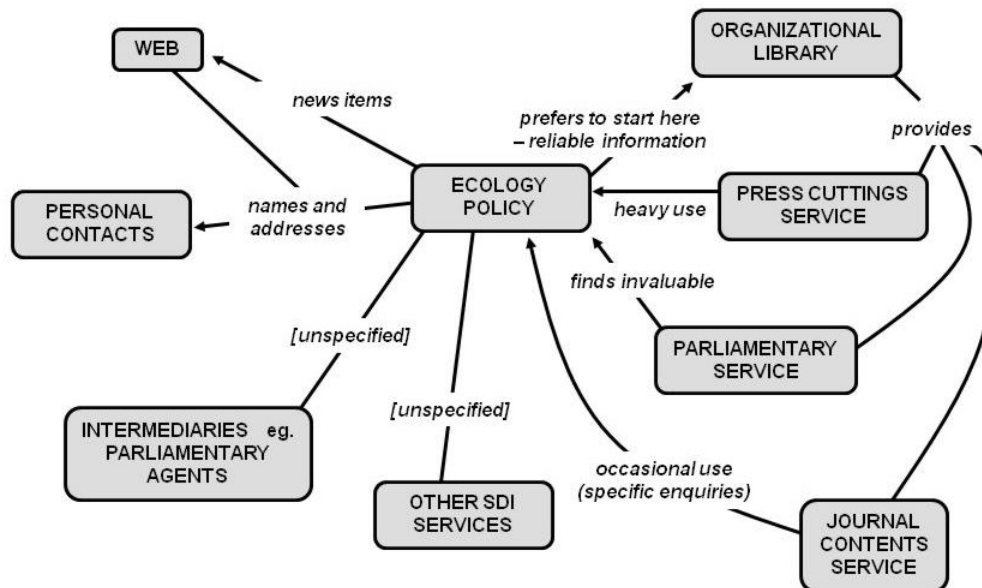 ORGANIZATIONAL
LIBRARY
WEB
news items
prefers to start here
– reliable information
provides
ECOLOGY
POLICY
PRESS CUTTINGS
SERVICE
heavy use
PERSONAL
CONTACTS
names and
addresses
finds invaluable
[unspecified]
PARLIAMENTARY
SERVICE
[unspecified]
INTERMEDIARIES eg.
PARLIAMENTARY
AGENTS
occasional use
(specific enquiries)
OTHER SDI
SERVICES
JOURNAL
CONTENTS
SERVICE